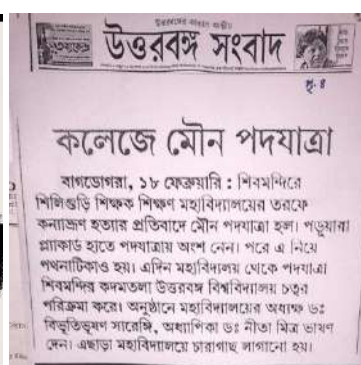 উত্তরবঙ্গ সংবাদ
পৃ. ৪
কলেজে মৌন পদযাত্রা
বাগডোগরা, ১৮ ফেব্রুয়ারি : শিবমন্দিরে
শিলিগুড়ি শিক্ষক শিক্ষণ মহাবিদ্যালয়ের তরফে
কন্যাভ্রূণ হত্যার প্রতিবাদে মৌন পদযাত্রা হল। পড়ুয়ারা
প্ল্যাকার্ড হাতে পদযাত্রায় অংশ নেন। পরে এ নিয়ে
পথনাটিকাও হয়। এদিন মহাবিদ্যালয় থেকে পদযাত্রা
শিবমন্দির কদমতলা উত্তরবঙ্গ বিশ্ববিদ্যালয় চত্বর
পরিক্রমা করে। অনুষ্ঠানে মহাবিদ্যালয়ের অধ্যক্ষ ডঃ
বিভূতিভূষণ সারেঙ্গি, অধ্যাপিকা ডঃ নীতা মিত্র ভাষণ
দেন। এছাড়া মহাবিদ্যালয়ে চারাগাছ লাগানো হয়।